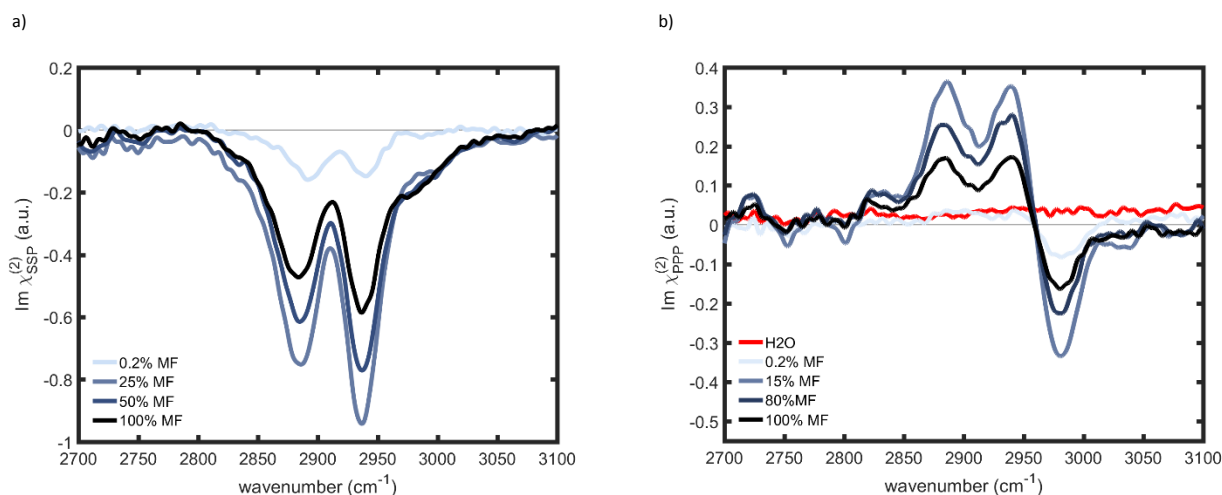 a)
0.2
0
-0.2
-0.4
-0.6
-0.8
-1
Im χ(2)SSP (a.u.)
0.2% MF
25% MF
50% MF
100% MF
2700 2750 2800 2850 2900 2950 3000 3050 3100
wavenumber (cm-1)
b)
0.4
0.3
0.2
0.1
0
-0.1
-0.2
-0.3
-0.4
-0.5
Im χ(2)PPP (a.u.)
H2O
0.2% MF
15% MF
80%MF
100% MF
2700 2750 2800 2850 2900 2950 3000 3050 3100
wavenumber (cm-1)